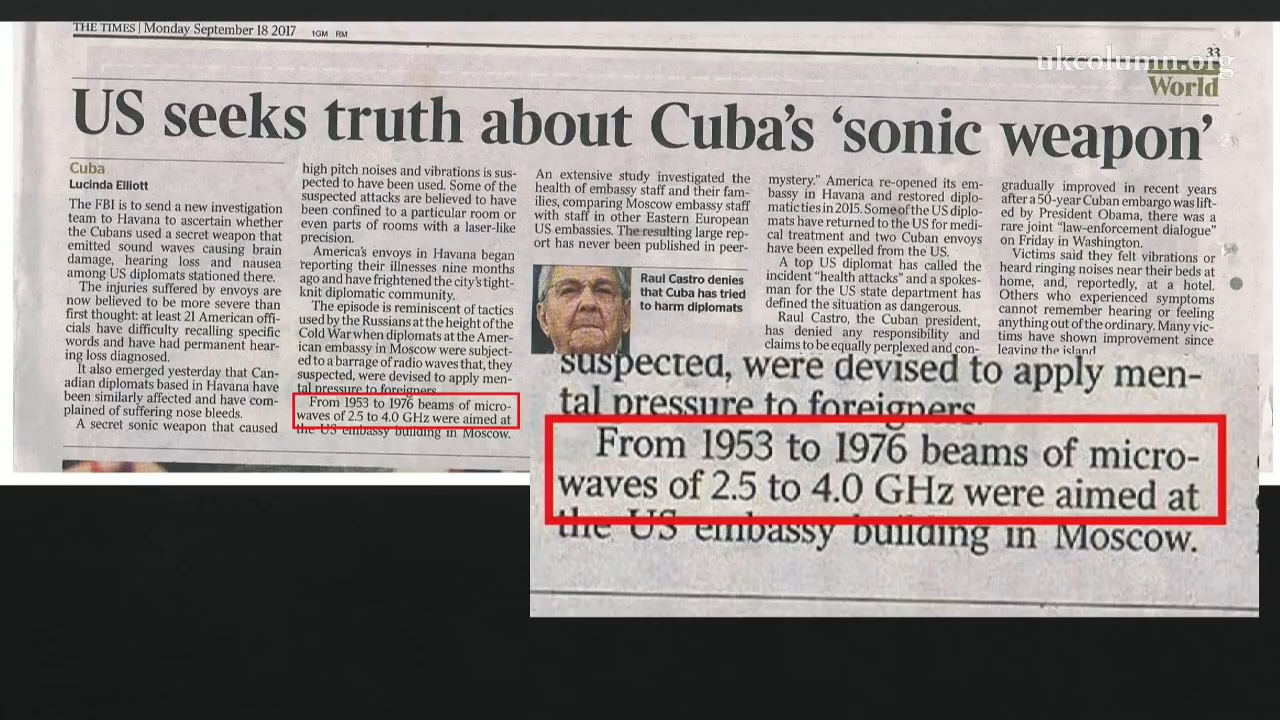 THE TIMES | Monday September 18 2017 1GM RM
33
ukcolumn.org
World
US seeks truth about Cuba's 'sonic weapon'
Cuba
Lucinda Elliott
The FBI is to send a new investigation
team to Havana to ascertain whether
the Cubans used a secret weapon that
emitted sound waves causing brain
damage, hearing loss and nausea
among US diplomats stationed there.
The injuries suffered by envoys are
now believed to be more severe than
first thought: at least 21 American offi-
cials have difficulty recalling specific
words and have had permanent hear-
ing loss diagnosed.
It also emerged yesterday that Can-
adian diplomats based in Havana have
been similarly affected and have com-
plained of suffering nose bleeds.
A secret sonic weapon that caused
high pitch noises and vibrations is sus-
pected to have been used. Some of the
suspected attacks are believed to have
been confined to a particular room or
even parts of rooms with a laser-like
precision.
America's envoys in Havana began
reporting their illnesses nine months
ago and have frightened the city's tight-
knit diplomatic community.
The episode is reminiscent of tactics
used by the Russians at the height of the
Cold War when diplomats at the Amer-
ican embassy in Moscow were subject-
ed to a barrage of radio waves that, they
suspected, were devised to apply men-
tal pressure to foreigners.
From 1953 to 1976 beams of micro-
waves of 2.5 to 4.0 GHz were aimed at
the US embassy building in Moscow.
An extensive study investigated the
health of embassy staff and their fam-
ilies, comparing Moscow embassy staff
with staff in other Eastern European
US embassies. The resulting large rep-
ort has never been published in peer-
Raul Castro denies
that Cuba has tried
to harm diplomats
mystery." America re-opened its em-
bassy in Havana and restored diplo-
matic ties in 2015. Some of the US diplo-
mats have returned to the US for medi-
cal treatment and two Cuban envoys
have been expelled from the US.
A top US diplomat has called the
incident "health attacks" and a spokes-
man for the US state department has
defined the situation as dangerous.
Raul Castro, the Cuban president,
has denied any responsibility and
claims to be equally perplexed and con-
gradually improved in recent years
after a 50-year Cuban embargo was lift-
ed by President Obama, there was a
rare joint "law-enforcement dialogue"
on Friday in Washington.
Victims said they felt vibrations or
heard ringing noises near their beds at
home, and, reportedly, at a hotel.
Others who experienced symptoms
cannot remember hearing or feeling
anything out of the ordinary. Many vic-
tims have shown improvement since
leaving the island
suspected, were devised to apply men-
tal pressure to foreigners.
From 1953 to 1976 beams of micro-
waves of 2.5 to 4.0 GHz were aimed at
the US embassy building in Moscow.